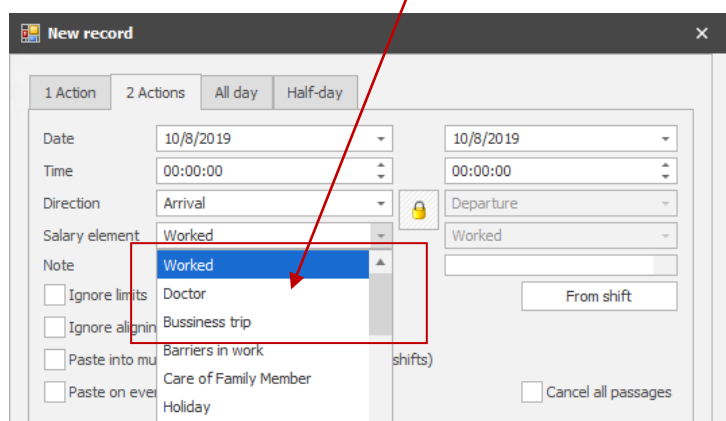 New record
1 Action 2 Actions All day Half-day
Date 10/8/2019 10/8/2019
Time 00:00:00 00:00:00
Direction Arrival Departure
Salary element Worked Worked
Note Worked
Ignore limits Doctor From shift
Ignore Bussiness trip
Paste into Barriers in work shifts)
Care of Family Member
Paste on Cancel all passages
Holiday